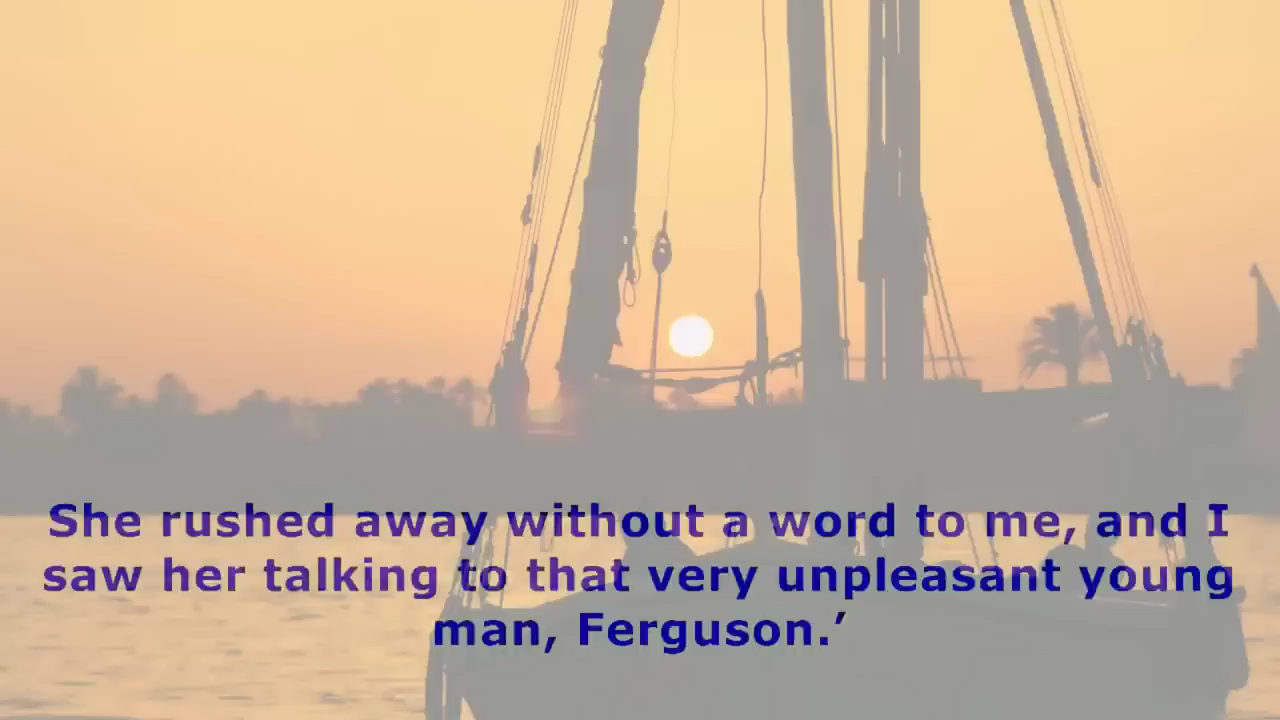 She rushed away without a word to me, and I
saw her talking to that very unpleasant young
man, Ferguson.’